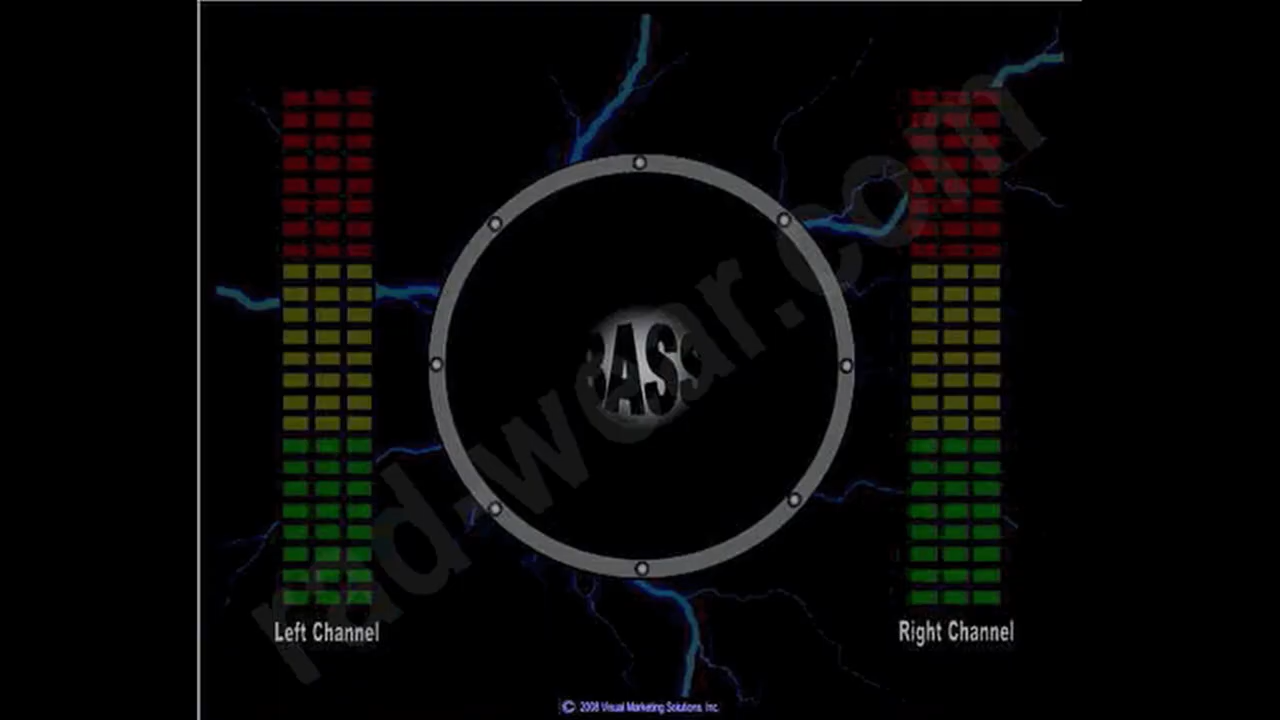 BASS
rad-wear.com
Left Channel
Right Channel
© 2008 Visual Marketing Solutions, Inc.